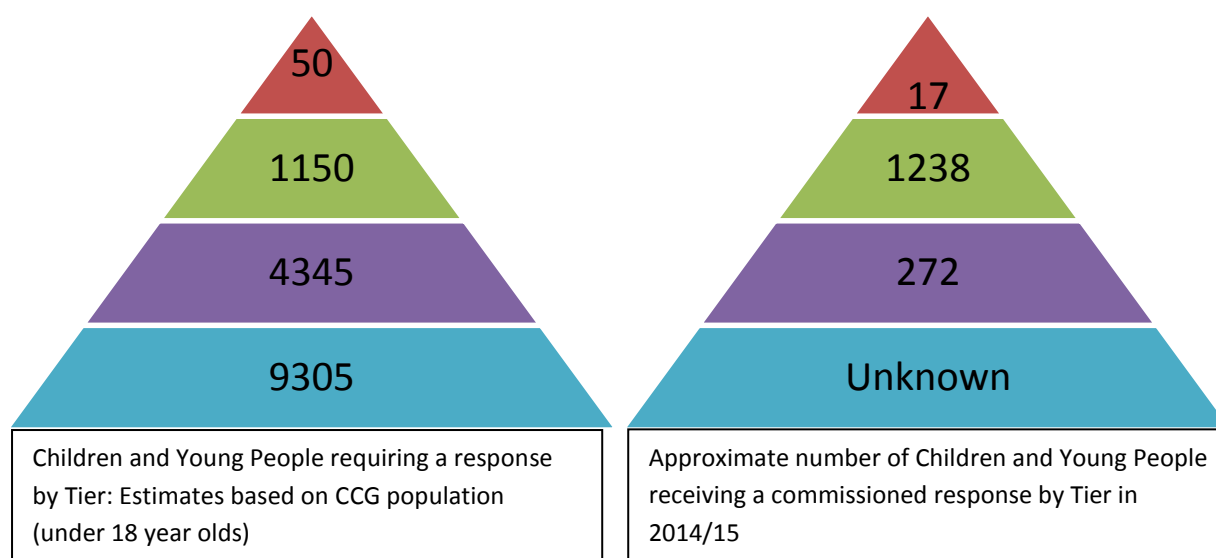 50
1150
4345
9305
Children and Young People requiring a response
by Tier: Estimates based on CCG population
(under 18 year olds)
17
1238
272
Unknown
Approximate number of Children and Young People
receiving a commissioned response by Tier in
2014/15